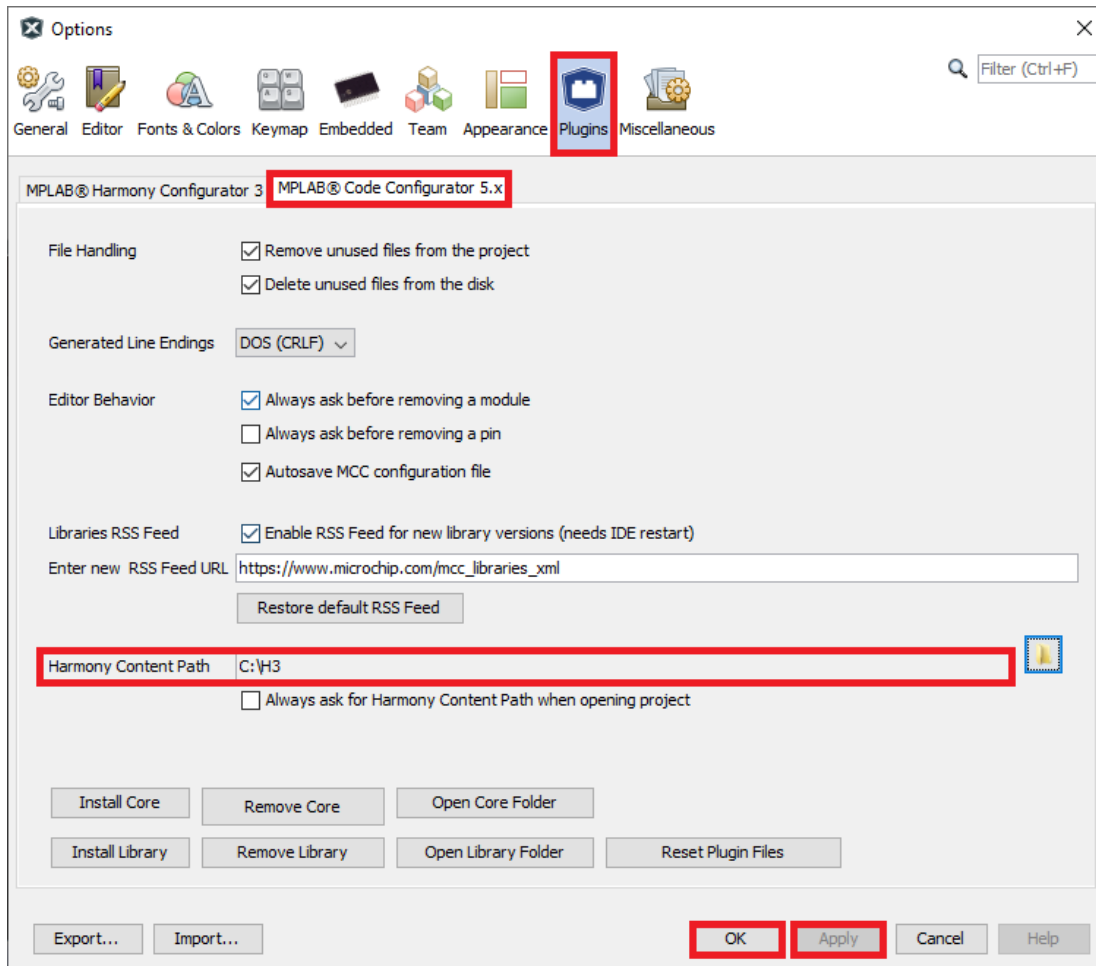 Options
Filter (Ctrl+F)
General Editor Fonts & Colors Keymap Embedded Team Appearance Plugins Miscellaneous
MPLAB® Harmony Configurator 3 MPLAB® Code Configurator 5.x
File Handling Remove unused files from the project
Delete unused files from the disk
Generated Line Endings DOS (CRLF)
Editor Behavior Always ask before removing a module
Always ask before removing a pin
Autosave MCC configuration file
Libraries RSS Feed Enable RSS Feed for new library versions (needs IDE restart)
Enter new RSS Feed URL https://www.microchip.com/mcc_libraries_xml
Restore default RSS Feed
Harmony Content Path C:\H3
Always ask for Harmony Content Path when opening project
Install Core Remove Core Open Core Folder
Install Library Remove Library Open Library Folder Reset Plugin Files
Export... Import... OK Apply Cancel Help